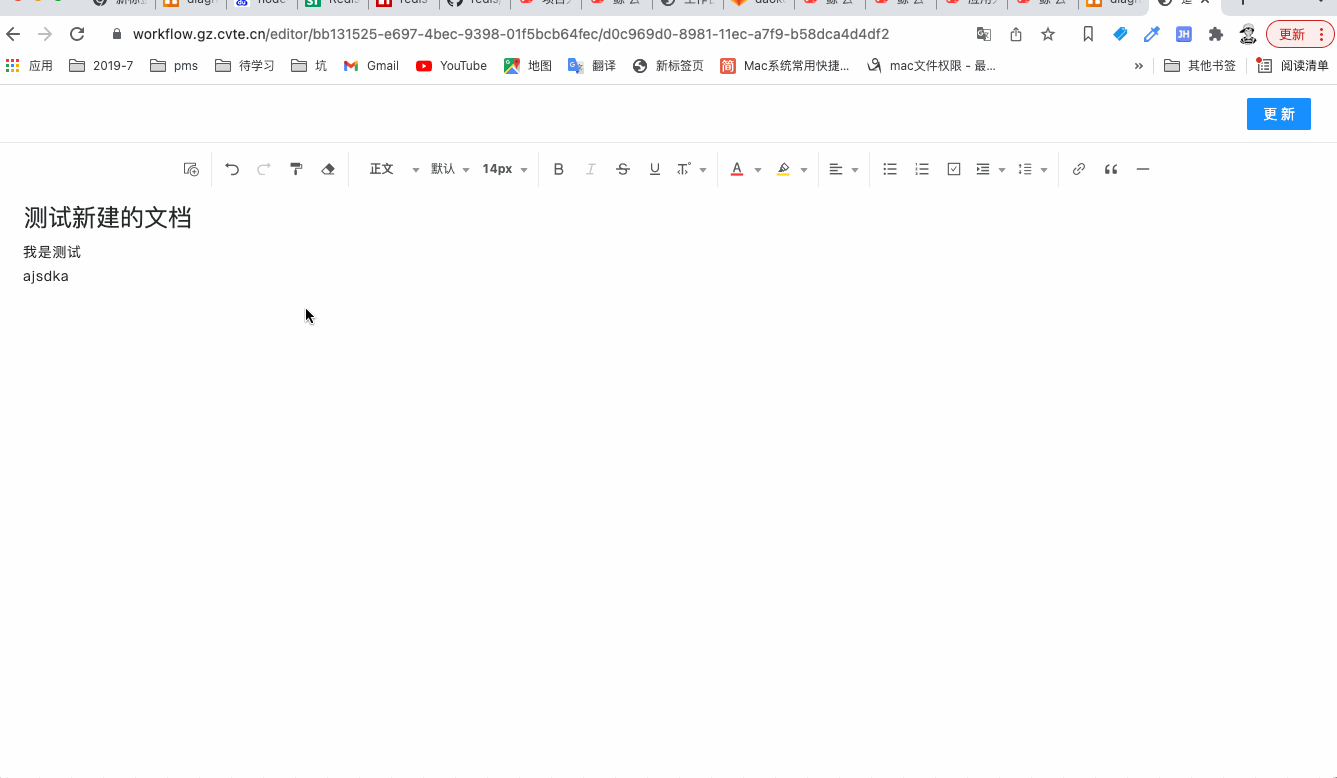 workflow.gz.cvte.cn/editor/bb131525-e697-4bec-9398-01f5bcb64fec/d0c969d0-8981-11ec-a7f9-b58dca4d4df2 JH 更新
应用 2019-7 pms 待学习 坑 Gmail YouTube 地图 翻译 新标签页 简 Mac系统常用快捷... mac文件权限 - 最... » 其他书签 阅读清单
更 新
正文 默认 14px B I S U T A
测试新建的文档
我是测试
ajsdka